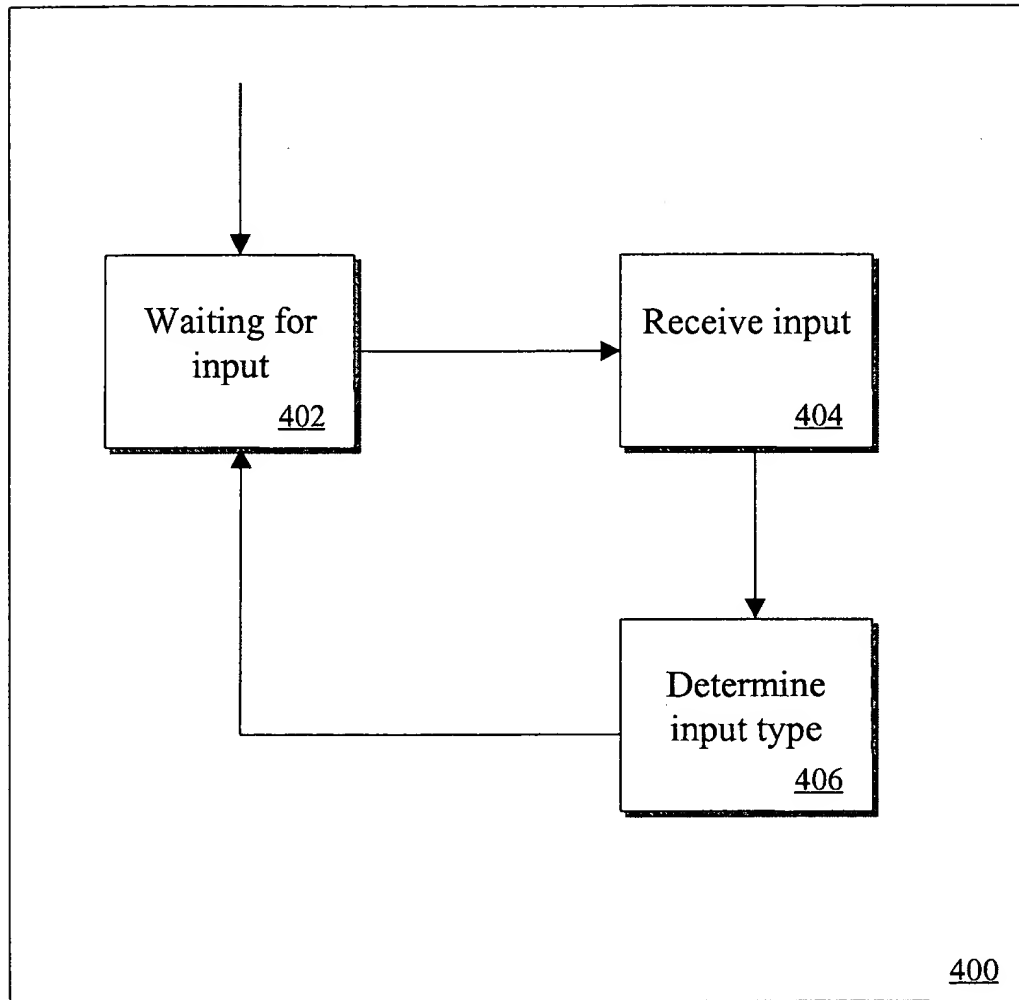 Waiting for
input
402
Receive input
404
Determine
input type
406
400